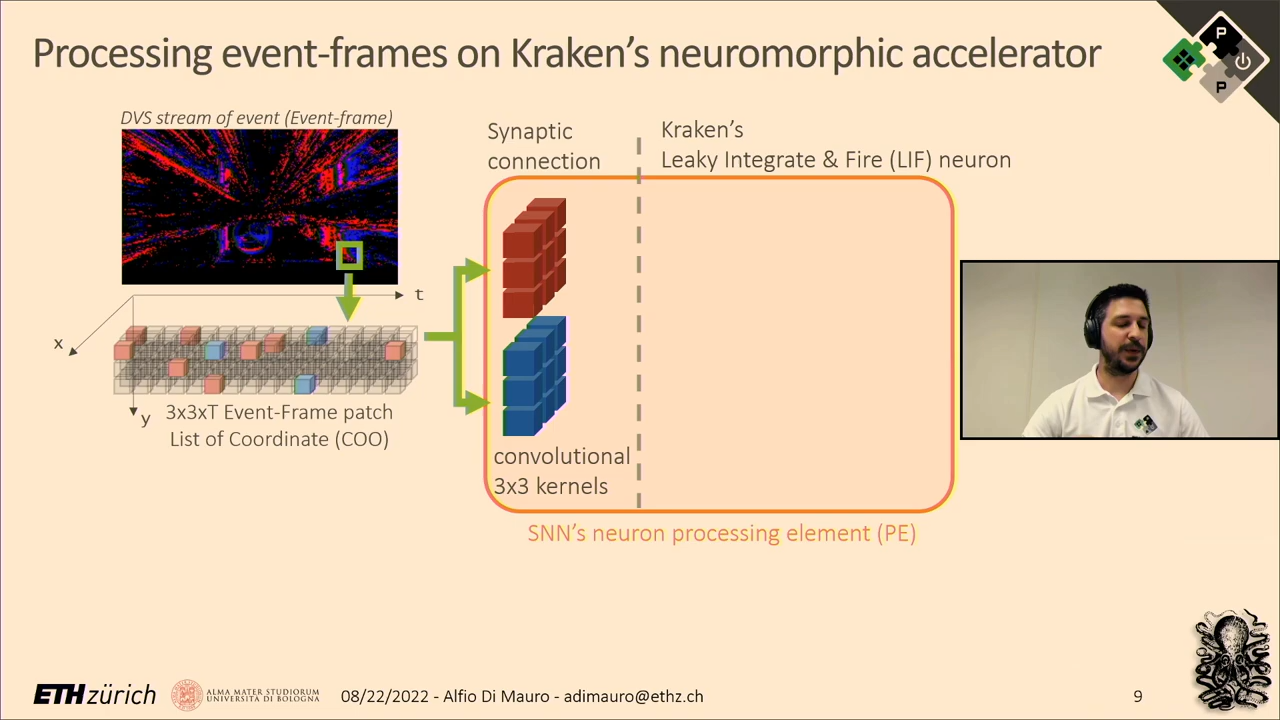 Processing event-frames on Kraken's neuromorphic accelerator
P
P
DVS stream of event (Event-frame)
Synaptic
connection
Kraken's
Leaky Integrate & Fire (LIF) neuron
t
x
y
3x3xT Event-Frame patch
List of Coordinate (COO)
convolutional
3x3 kernels
SNN's neuron processing element (PE)
ETH zürich
ALMA MATER STUDIORUM
UNIVERSITÀ DI BOLOGNA
08/22/2022 - Alfio Di Mauro - adimauro@ethz.ch
9